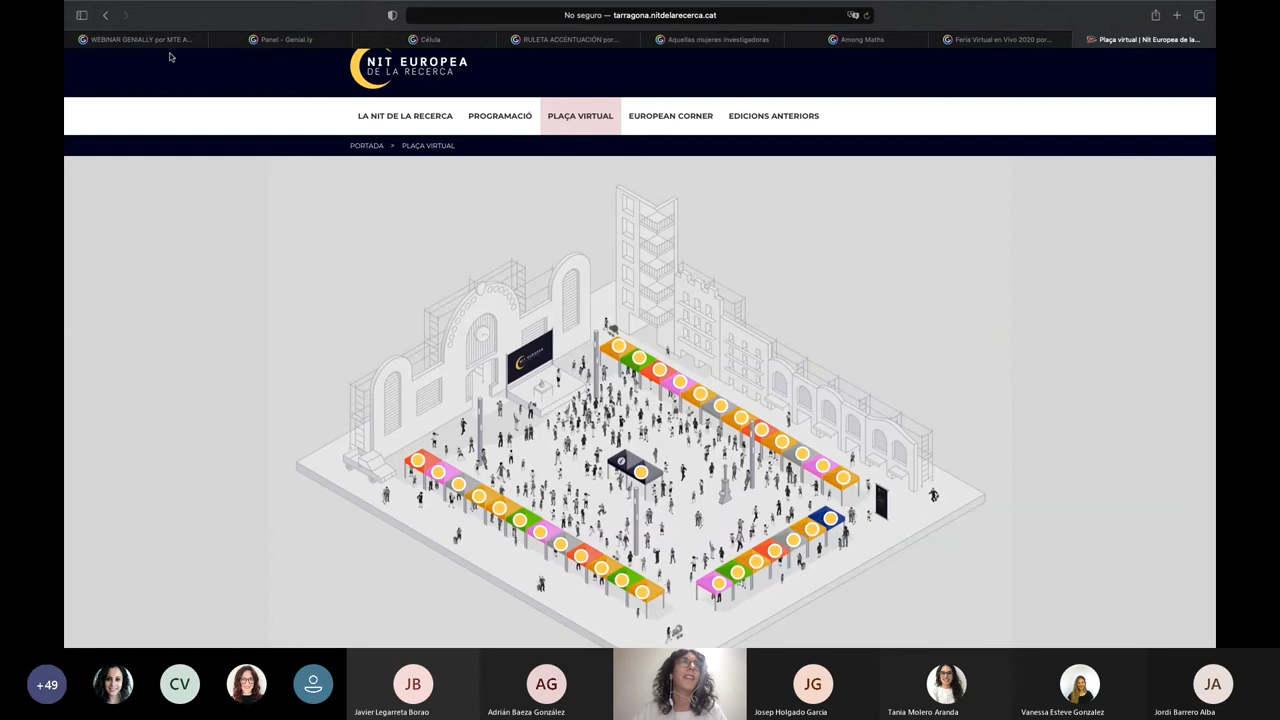 No seguro — tarragona.nitdelarecerca.cat
WEBINAR GENIALLY por MTE A...
Panel - Genial.ly
Célula
RULETA ACCENTUACIÓN por...
Aquellas mujeres investigadoras
Among Maths
Feria Virtual en Vivo 2020 por...
Plaça virtual | Nit Europea de la...
NIT EUROPEA
DE LA RECERCA
LA NIT DE LA RECERCA
PROGRAMACIÓ
PLAÇA VIRTUAL
EUROPEAN CORNER
EDICIONS ANTERIORS
PORTADA > PLAÇA VIRTUAL
NIT EUROPEA
+49
CV
JB
AG
JG
JA
Javier Legarreta Borao
Adrián Baeza González
Josep Holgado García
Tania Molero Aranda
Vanessa Esteve Gonzalez
Jordi Barrero Alba